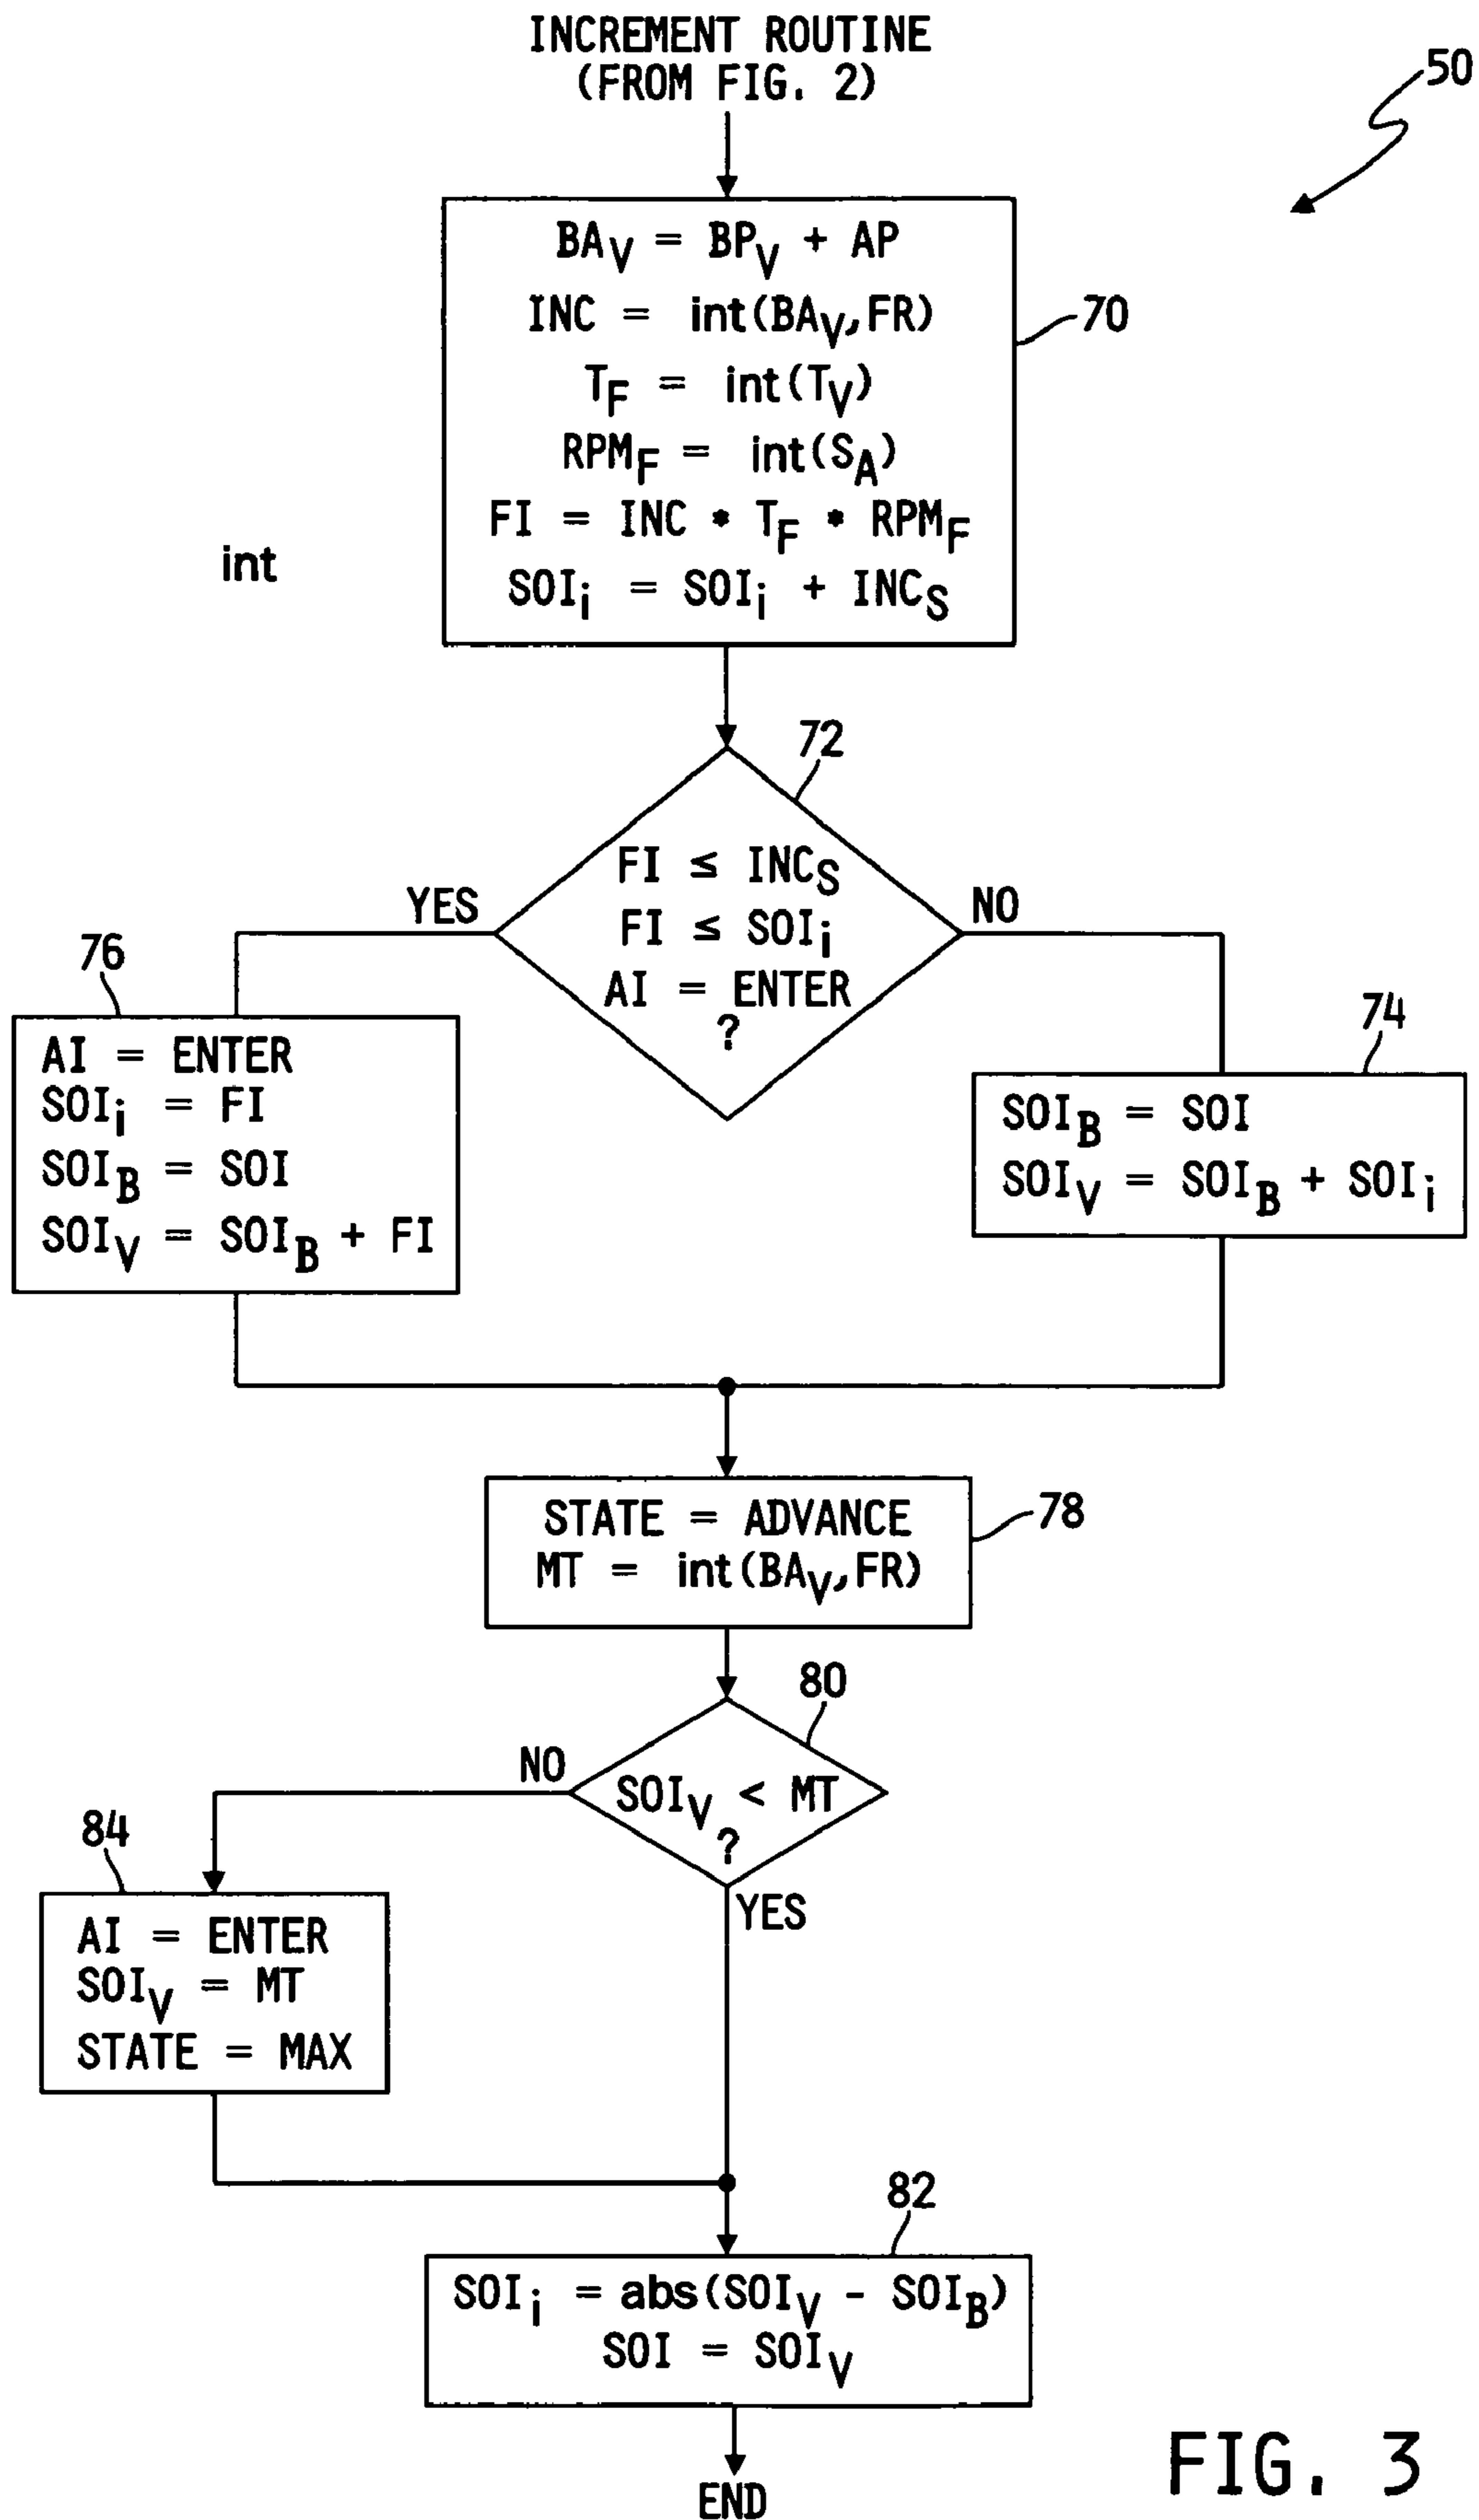 INCREMENT ROUTINE
(FROM FIG. 2)
50
BAV = BPV + AP
INC = int(BAV,FR)
TF = int(TV)
RPMF = int(SA)
FI = INC * TF * RPMF
SOIi = SOIi + INCS
70
int
72
FI ≤ INCS
FI ≤ SOIi
AI = ENTER
?
YES
NO
76
AI = ENTER
SOIi = FI
SOIB = SOI
SOIV = SOIB + FI
74
SOIB = SOI
SOIV = SOIB + SOIi
STATE = ADVANCE
MT = int(BAV,FR)
78
80
SOIV < MT
?
NO
YES
84
AI = ENTER
SOIV = MT
STATE = MAX
82
SOIi = abs(SOIV - SOIB)
SOI = SOIV
END
FIG. 3